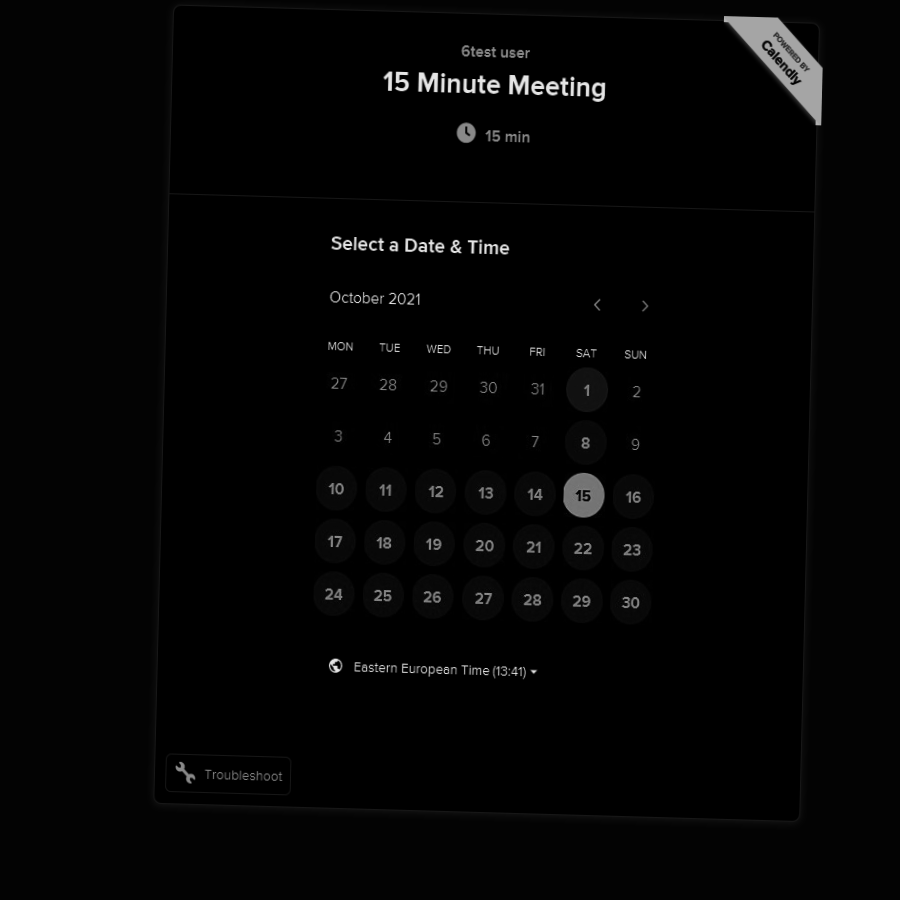 POWERED BY
Calendly
6test user
15 Minute Meeting
15 min
Select a Date & Time
October 2021
MON TUE WED THU FRI SAT SUN
27 28 29 30 31 1 2
3 4 5 6 7 8 9
10 11 12 13 14 15 16
17 18 19 20 21 22 23
24 25 26 27 28 29 30
Eastern European Time (13:41)
Troubleshoot